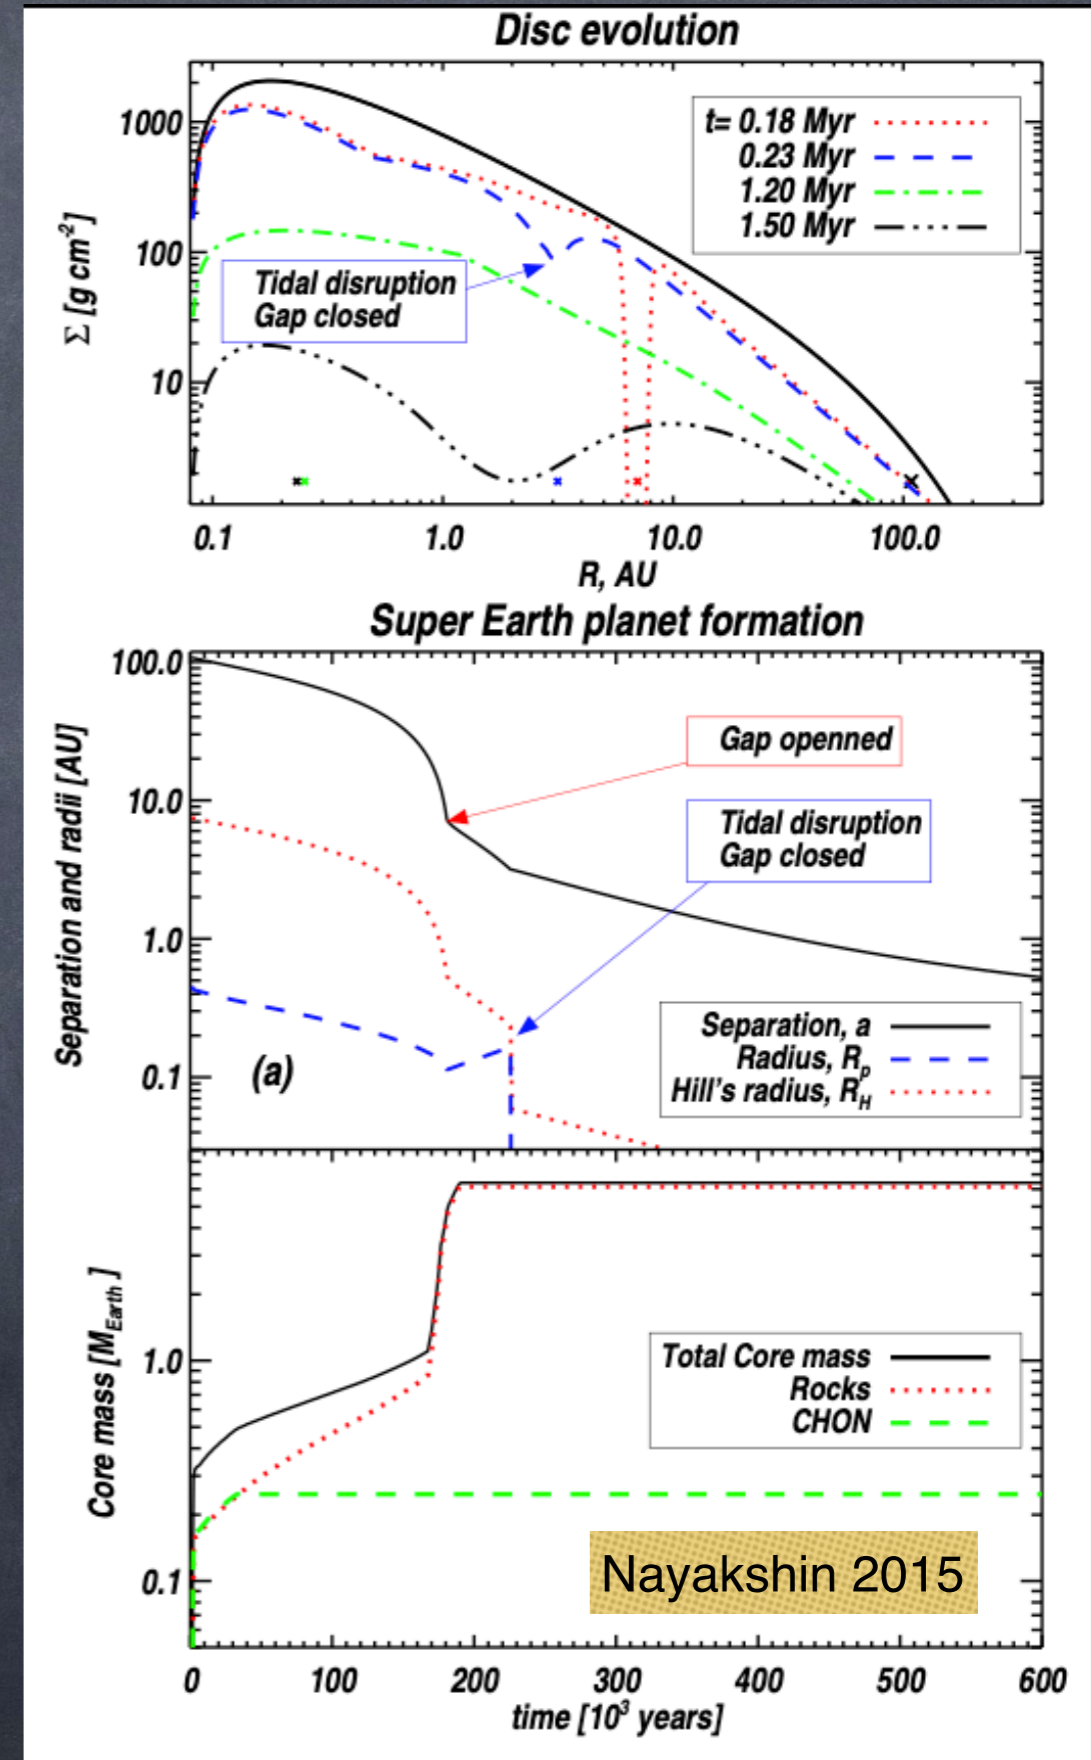 Disc evolution
1000
100
10
Σ [g cm⁻²]
t= 0.18 Myr
0.23 Myr
1.20 Myr
1.50 Myr
Tidal disruption
Gap closed
0.1 1.0 10.0 100.0
R, AU
Super Earth planet formation
100.0
10.0
1.0
0.1
Separation and radii [AU]
Gap openned
Tidal disruption
Gap closed
(a)
Separation, a
Radius, Rₚ
Hill's radius, R_H
1.0
0.1
Core mass [M_Earth]
Total Core mass
Rocks
CHON
Nayakshin 2015
0 100 200 300 400 500 600
time [10³ years]